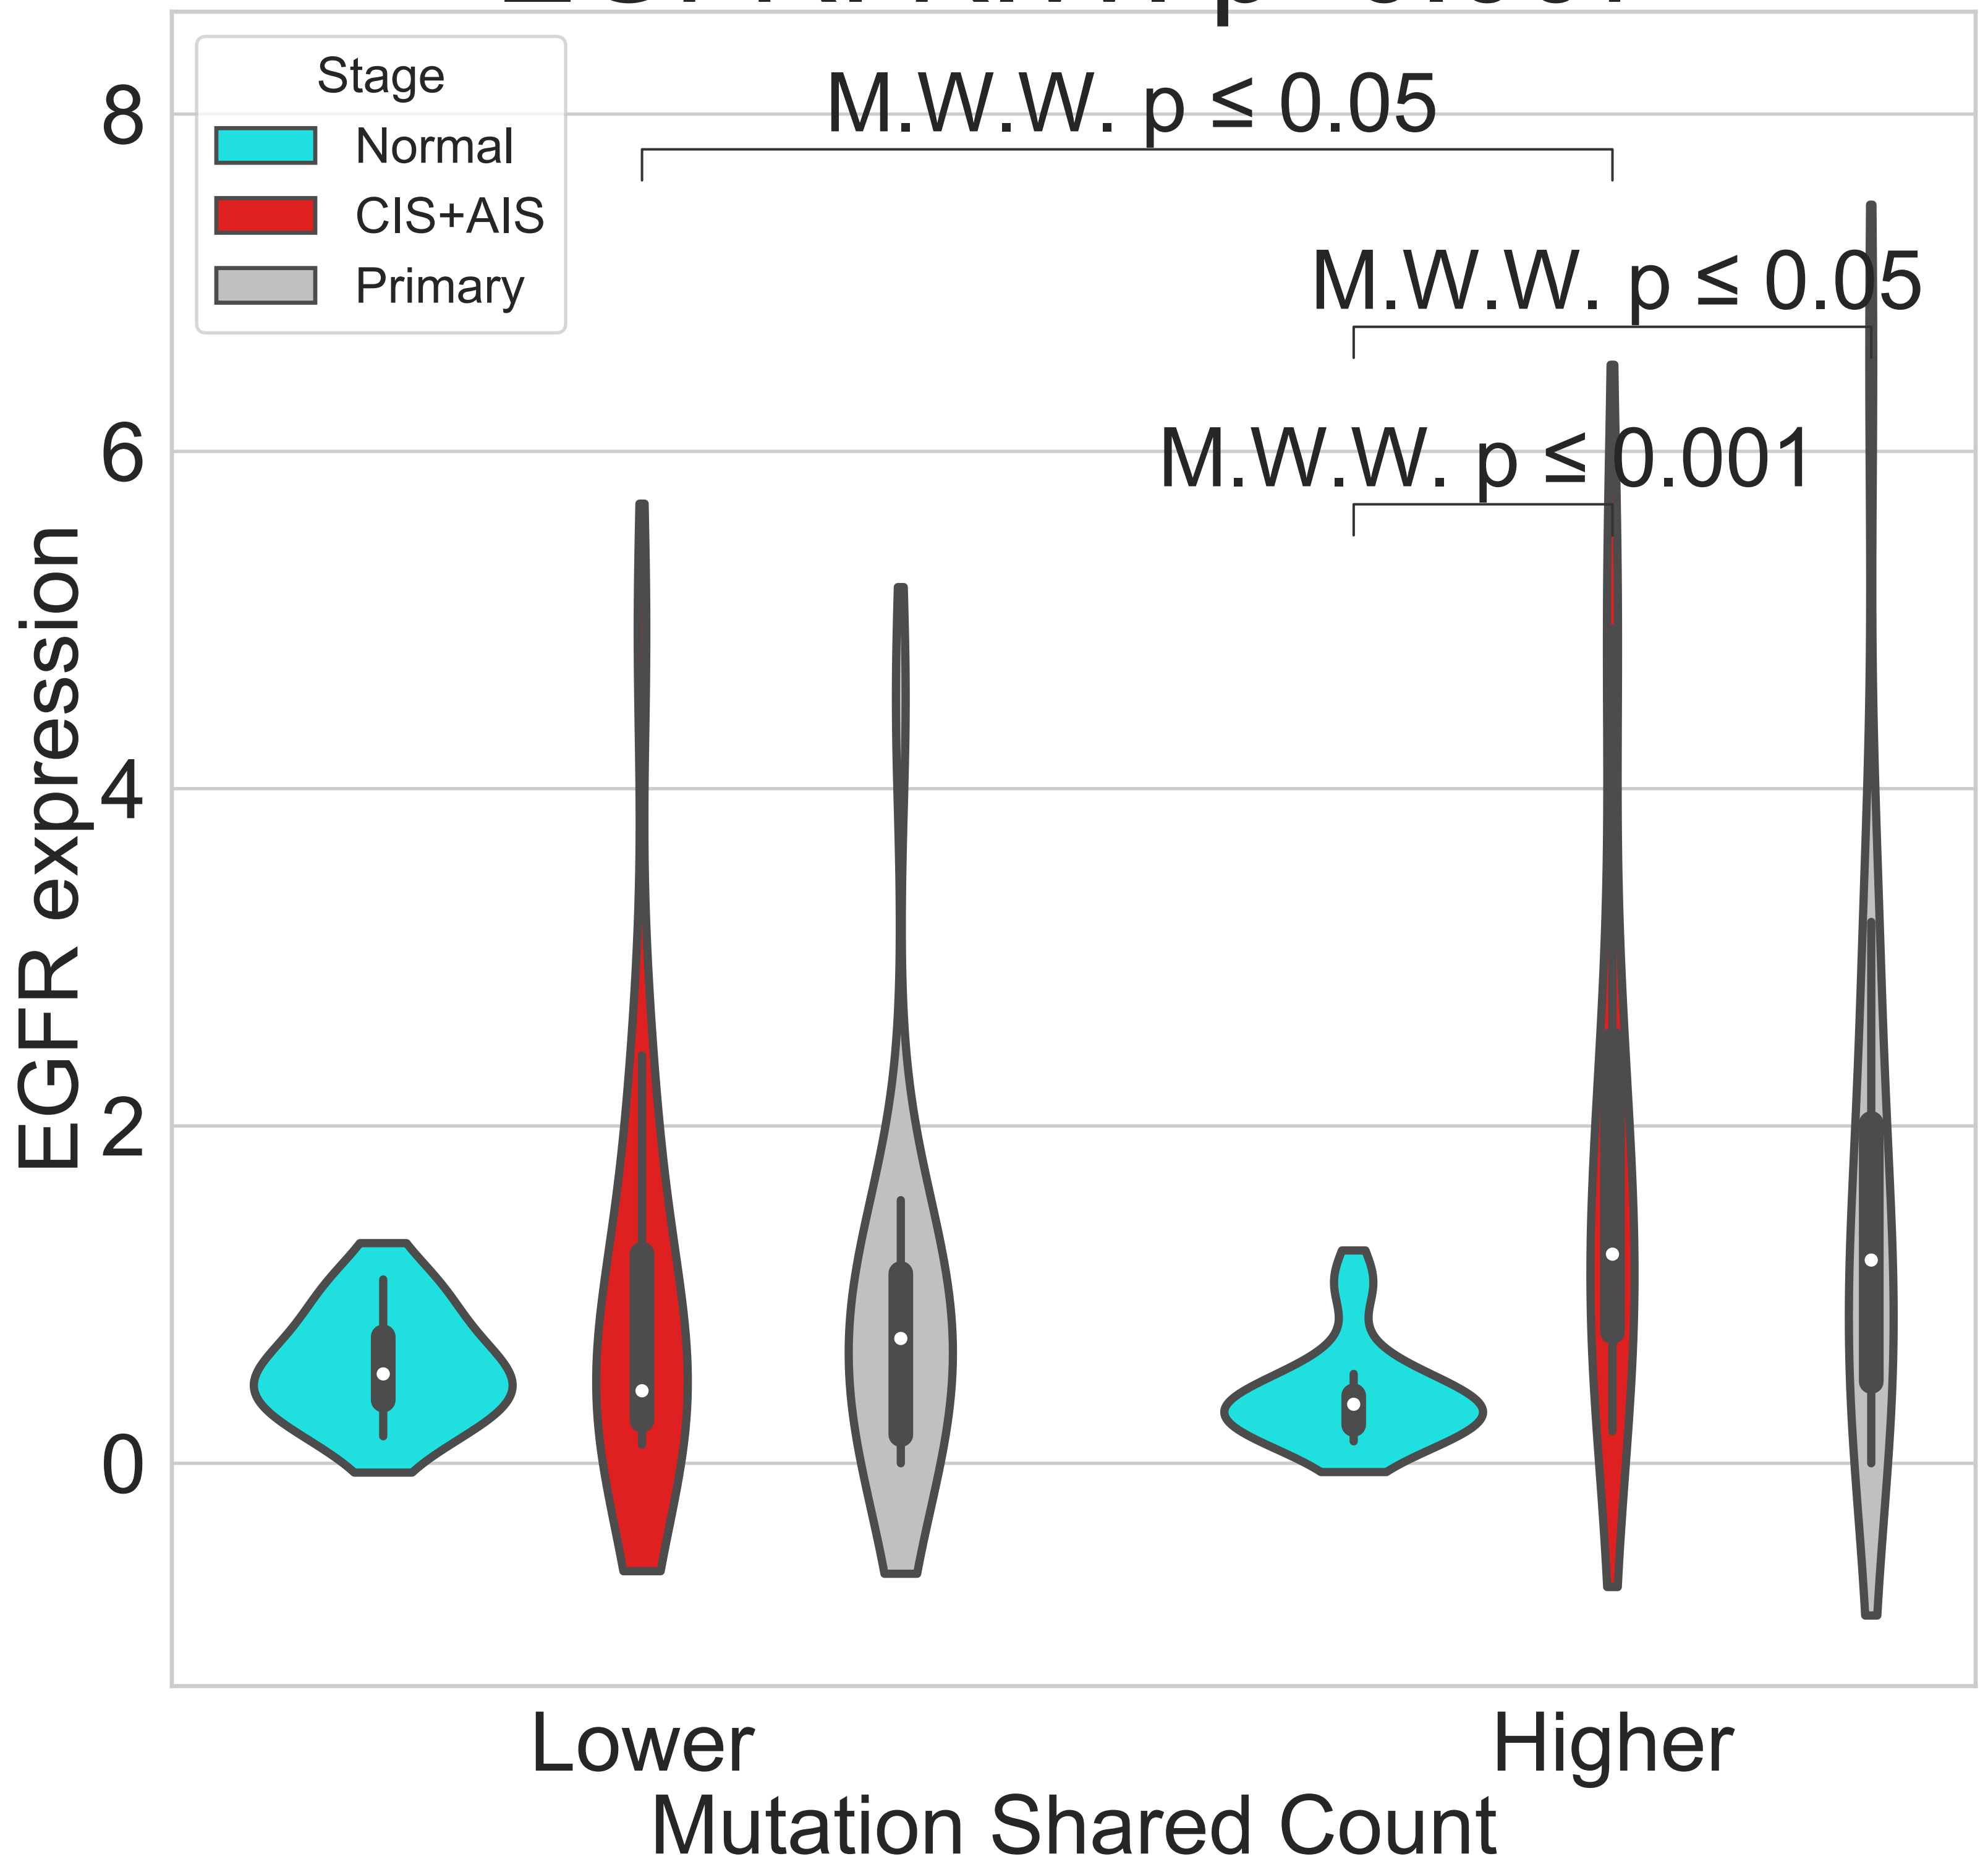 Stage
Normal
CIS+AIS
Primary
M.W.W. p ≤ 0.05
M.W.W. p ≤ 0.05
M.W.W. p ≤ 0.001
8
6
4
2
0
EGFR expression
Lower
Higher
Mutation Shared Count